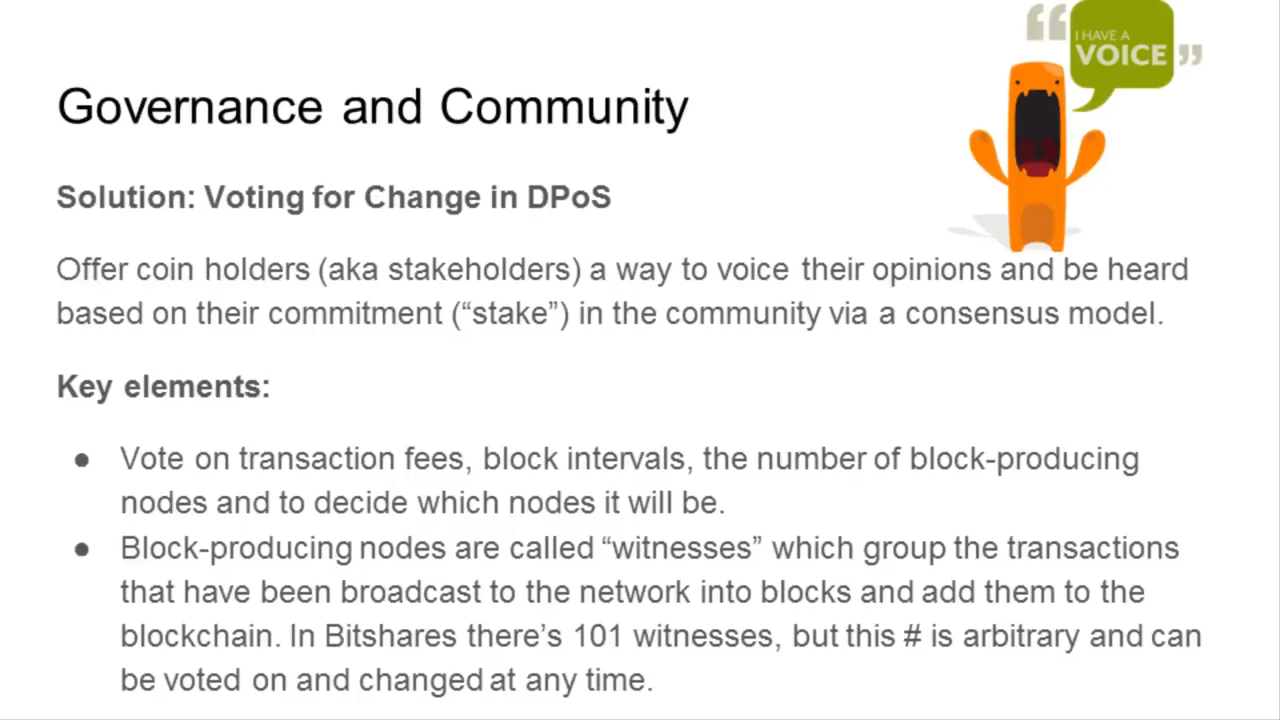 “ I HAVE A
VOICE ”
Governance and Community
Solution: Voting for Change in DPoS
Offer coin holders (aka stakeholders) a way to voice their opinions and be heard
based on their commitment (“stake”) in the community via a consensus model.
Key elements:
● Vote on transaction fees, block intervals, the number of block-producing
nodes and to decide which nodes it will be.
● Block-producing nodes are called “witnesses” which group the transactions
that have been broadcast to the network into blocks and add them to the
blockchain. In Bitshares there’s 101 witnesses, but this # is arbitrary and can
be voted on and changed at any time.